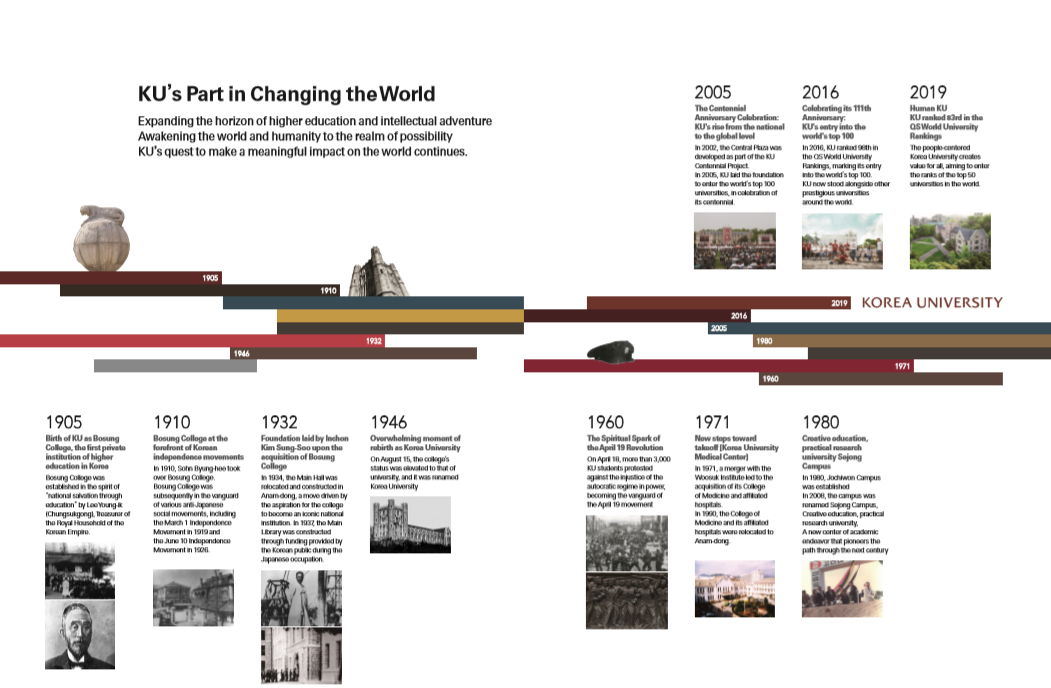 KU's Part in Changing the World
Expanding the horizon of higher education and intellectual adventure
Awakening the world and humanity to the realm of possibility
KU's quest to make a meaningful impact on the world continues.
2005
The Centennial
Anniversary Celebration:
KU's rise from the national
to the global level
In 2002, the Central Plaza was
developed as part of the KU
Centennial Project.
In 2005, KU laid the foundation
to enter the world's top 100
universities, in celebration of
its centennial.
2016
Celebrating its 111th
Anniversary:
KU's entry into the
world's top 100
In 2016, KU ranked 98th in
the QS World University
Rankings, marking its entry
into the world's top 100.
KU now stood alongside other
prestigious universities
around the world.
2019
Human KU
KU ranked 83rd in the
QS World University
Rankings
The people-centered
Korea University creates
value for all, aiming to enter
the ranks of the top 50
universities in the world.
1905
1910
2019
KOREA UNIVERSITY
2016
2005
1932
1980
1946
1971
1960
1905
Birth of KU as Bosung
College, the first private
institution of higher
education in Korea
Bosung College was
established in the spirit of
"national salvation through
education" by Lee Young-ik
(Chungsukgong), Treasurer of
the Royal Household of the
Korean Empire.
1910
Bosung College at the
forefront of Korean
independence movements
In 1910, Sohn Byung-hee took
over Bosung College.
Bosung College was
subsequently in the vanguard
of various anti-Japanese
social movements, including
the March 1 Independence
Movement in 1919 and
the June 10 Independence
Movement in 1926.
1932
Foundation laid by Inchon
Kim Sung-Soo upon the
acquisition of Bosung
College
In 1934, the Main Hall was
relocated and constructed in
Anam-dong, a move driven by
the aspiration for the college
to become an iconic national
institution. In 1937, the Main
Library was constructed
through funding provided by
the Korean public during the
Japanese occupation.
1946
Overwhelming moment of
rebirth as Korea University
On August 15, the college's
status was elevated to that of
university, and it was renamed
Korea University
1960
The Spiritual Spark of
the April 19 Revolution
On April 18, more than 3,000
KU students protested
against the injustice of the
autocratic regime in power,
becoming the vanguard of
the April 19 movement
1971
New steps toward
takeoff [Korea University
Medical Center]
In 1971, a merger with the
Woosuk Institute led to the
acquisition of its College
of Medicine and affiliated
hospitals.
In 1990, the College of
Medicine and its affiliated
hospitals were relocated to
Anam-dong.
1980
Creative education,
practical research
university Sejong
Campus
In 1980, Jochiwon Campus
was established
In 2008, the campus was
renamed Sejong Campus,
Creative education, practical
research university,
A new center of academic
endeavor that pioneers the
path through the next century